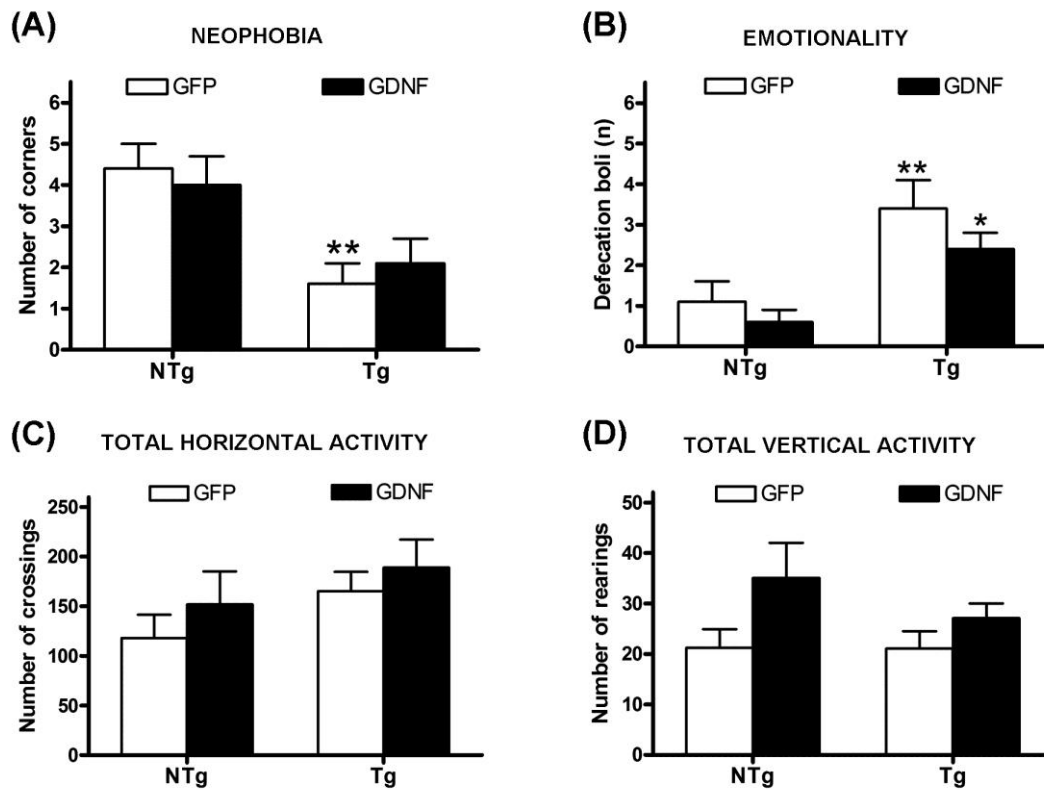 (A)
NEOPHOBIA
GFP GDNF
Number of corners
6
5
4
3
2
1
0
**
NTg Tg
(B)
EMOTIONALITY
GFP GDNF
Defecation boli (n)
6
5
4
3
2
1
0
**
*
NTg Tg
(C)
TOTAL HORIZONTAL ACTIVITY
GFP GDNF
Number of crossings
250
200
150
100
50
0
NTg Tg
(D)
TOTAL VERTICAL ACTIVITY
GFP GDNF
Number of rearings
50
40
30
20
10
0
NTg Tg